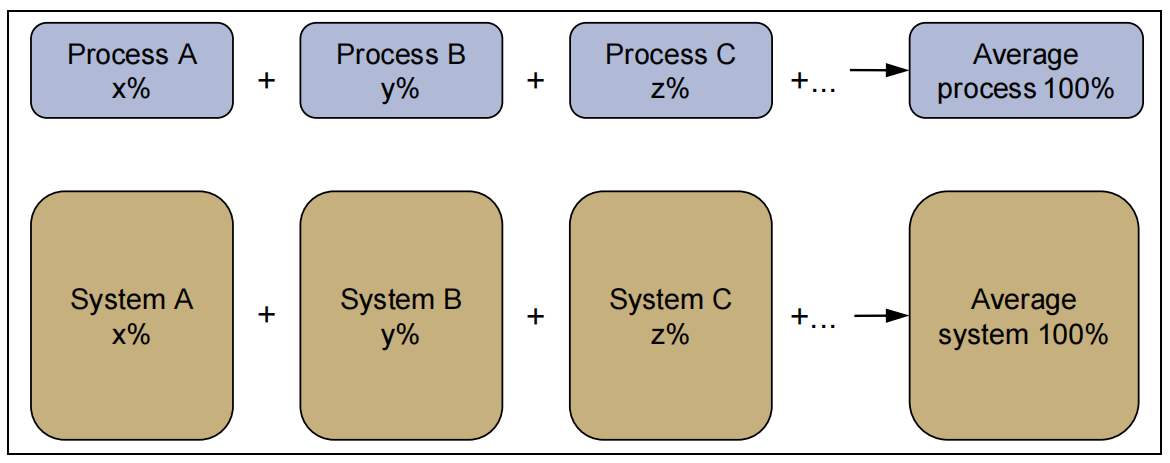 Process A
x%
+
Process B
y%
+
Process C
z%
+...
Average
process 100%
System A
x%
+
System B
y%
+
System C
z%
+...
Average
system 100%